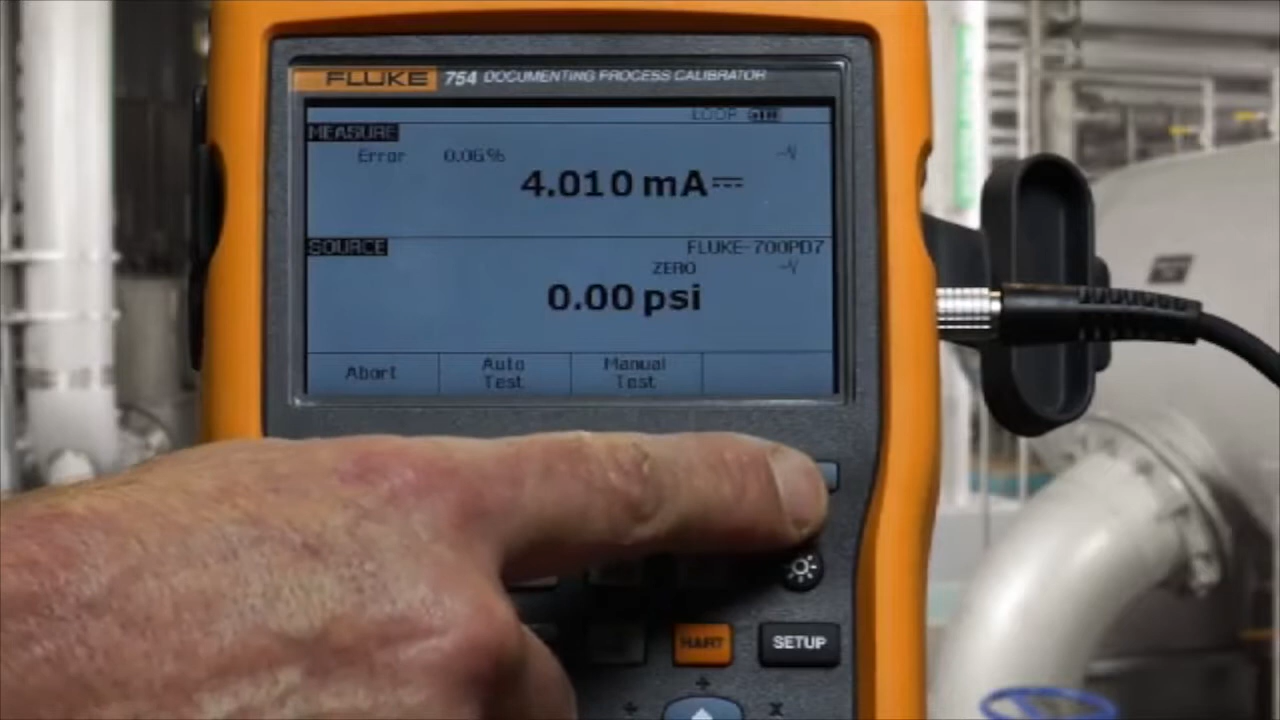 FLUKE 754 DOCUMENTING PROCESS CALIBRATOR
LOOP
MEASURE
Error 0.06%
4.010 mA
SOURCE FLUKE-700PD7
ZERO
0.00 psi
Abort Auto Test Manual Test
HART SETUP